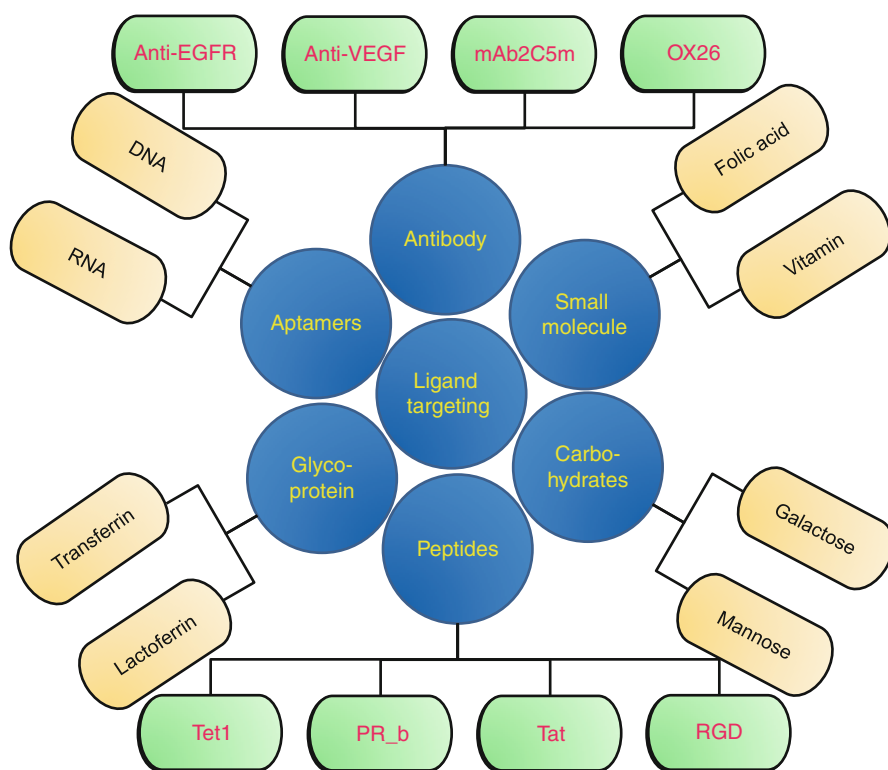 Anti-EGFR
Anti-VEGF
mAb2C5m
OX26
DNA
Folic acid
RNA
Vitamin
Antibody
Aptamers
Small
molecule
Ligand
targeting
Glyco-
protein
Carbo-
hydrates
Peptides
Transferrin
Galactose
Lactoferrin
Mannose
Tet1
PR_b
Tat
RGD